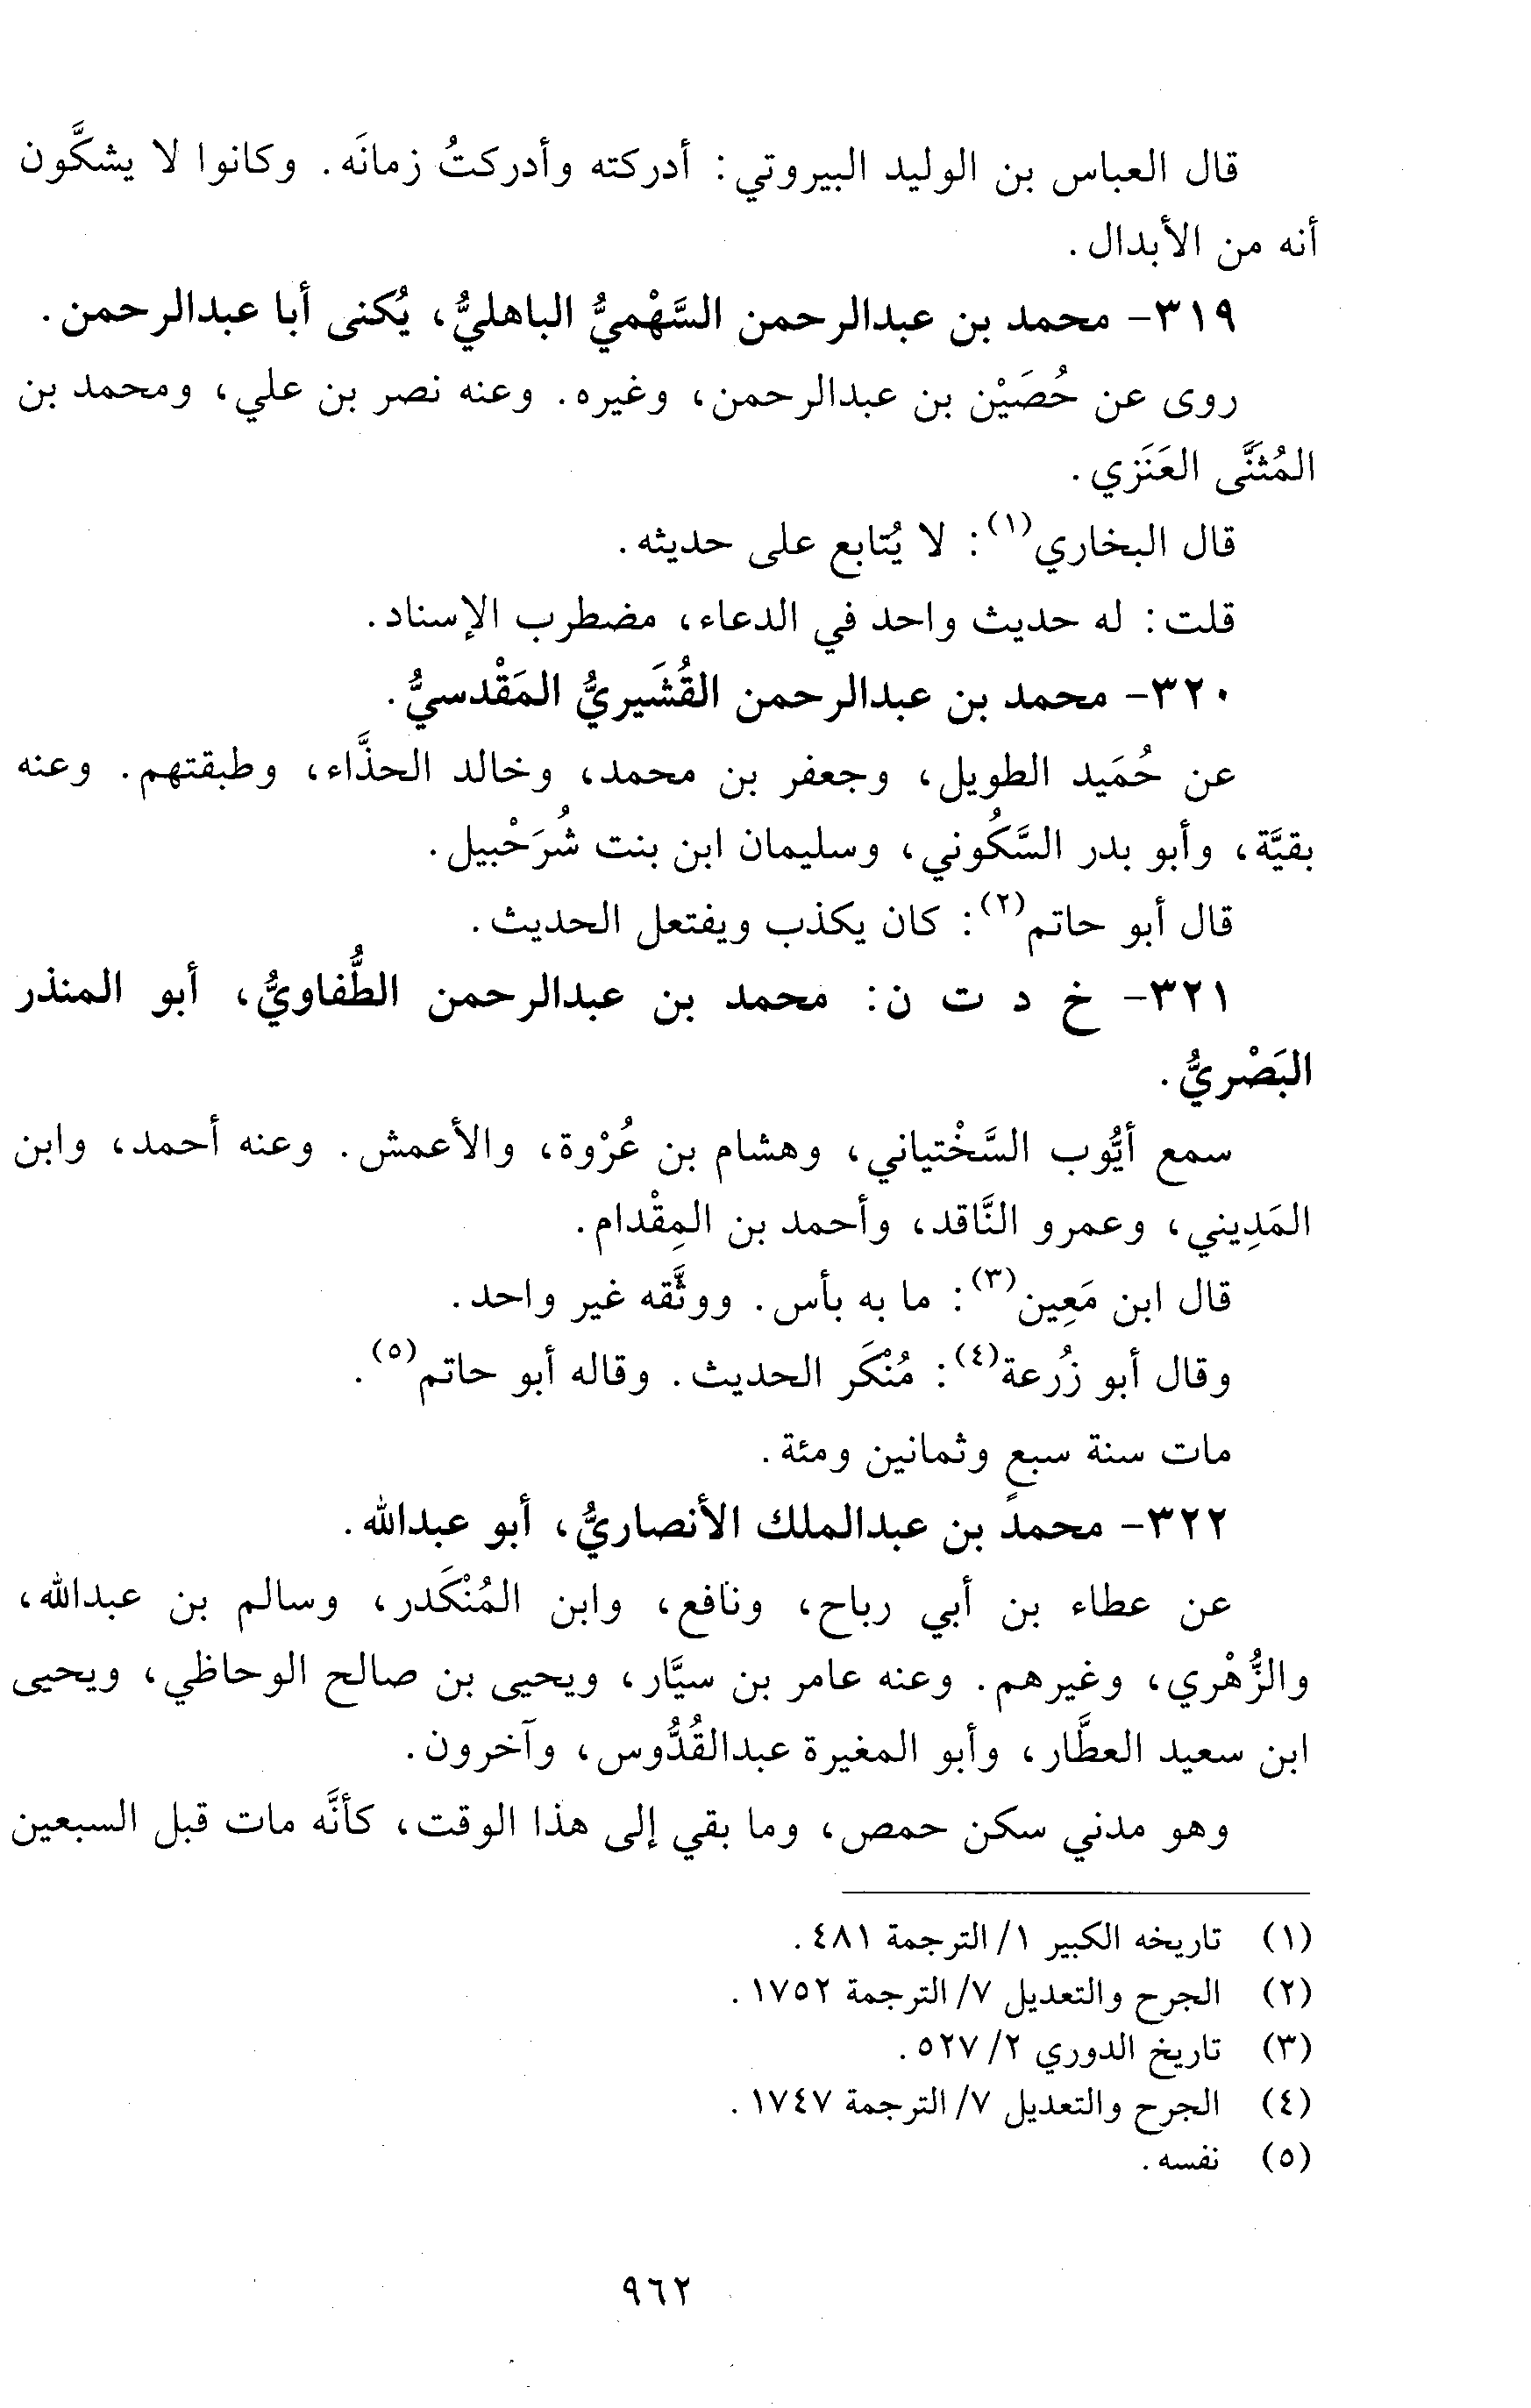 قال العباس بن الوليد البيروتي: أدركته وأدركتُ زمانَه. وكانوا لا يشكَّون
أنه من الأبدال.
٣١٩- محمد بن عبدالرحمن السَّهْميُّ الباهليُّ، يُكنى أبا عبدالرحمن.
روى عن حُصَيْن بن عبدالرحمن، وغيره. وعنه نصر بن علي، ومحمد بن
المُثنَّى العَنَزي.
قال البخاري(١): لا يُتابع على حديثه.
قلت: له حديث واحد في الدعاء، مضطرب الإسناد.
٣٢٠- محمد بن عبدالرحمن القُشَيريُّ المَقْدسيُّ.
عن حُمَيد الطويل، وجعفر بن محمد، وخالد الحذَّاء، وطبقتهم. وعنه
بقيَّة، وأبو بدر السَّكُوني، وسليمان ابن بنت شُرَحْبيل.
قال أبو حاتم(٢): كان يكذب ويفتعل الحديث.
٣٢١- خ د ت ن: محمد بن عبدالرحمن الطُّفاويُّ، أبو المنذر
البَصْريُّ.
سمع أيُّوب السَّخْتياني، وهشام بن عُرْوة، والأعمش. وعنه أحمد، وابن
المَدِيني، وعمرو النَّاقد، وأحمد بن المِقْدام.
قال ابن مَعِين(٣): ما به بأس. ووثَّقه غير واحد.
وقال أبو زُرعة(٤): مُنْكَر الحديث. وقاله أبو حاتم(٥).
مات سنة سبعٍ وثمانين ومئة.
٣٢٢- محمد بن عبدالملك الأنصاريُّ، أبو عبدالله.
عن عطاء بن أبي رباح، ونافع، وابن المُنْكَدر، وسالم بن عبدالله،
والزُّهْري، وغيرهم. وعنه عامر بن سيَّار، ويحيى بن صالح الوحاظي، ويحيى
ابن سعيد العطَّار، وأبو المغيرة عبدالقُدُّوس، وآخرون.
وهو مدني سكن حمص، وما بقي إلى هذا الوقت، كأنَّه مات قبل السبعين
(١) تاريخه الكبير ١/ الترجمة ٤٨١.
(٢) الجرح والتعديل ٧/ الترجمة ١٧٥٢.
(٣) تاريخ الدوري ٢/ ٥٢٧.
(٤) الجرح والتعديل ٧/ الترجمة ١٧٤٧.
(٥) نفسه.
٩٦٢